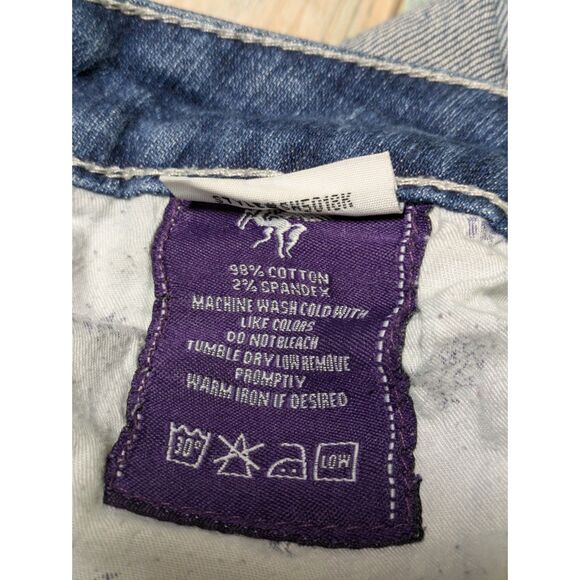 98% COTTON
2% SPANDEX
MACHINE WASH COLD WITH
LIKE COLORS
DO NOT BLEACH
TUMBLE DRY LOW REMOVE
PROMPTLY
WARM IRON IF DESIRED
30° LOW